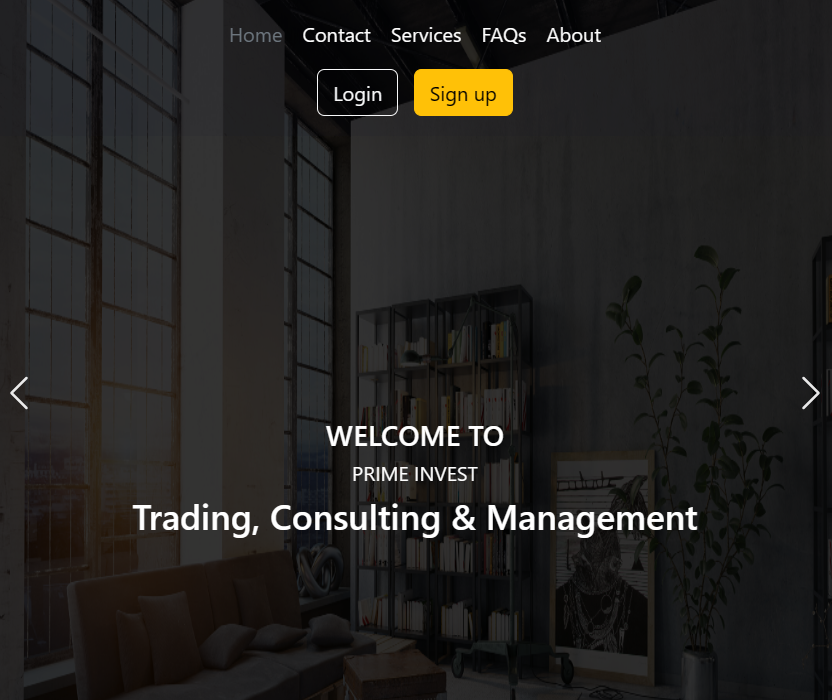 Home Contact Services FAQs About
Login Sign up
WELCOME TO
PRIME INVEST
Trading, Consulting & Management